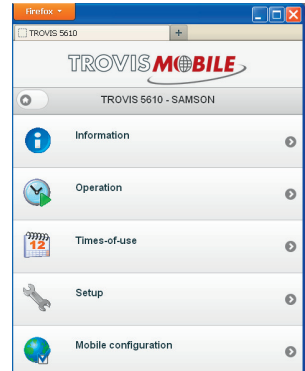 Firefox
TROVIS 5610
TROVIS MOBILE
TROVIS 5610 - SAMSON
Information
Operation
Times-of-use
12
Setup
Mobile configuration